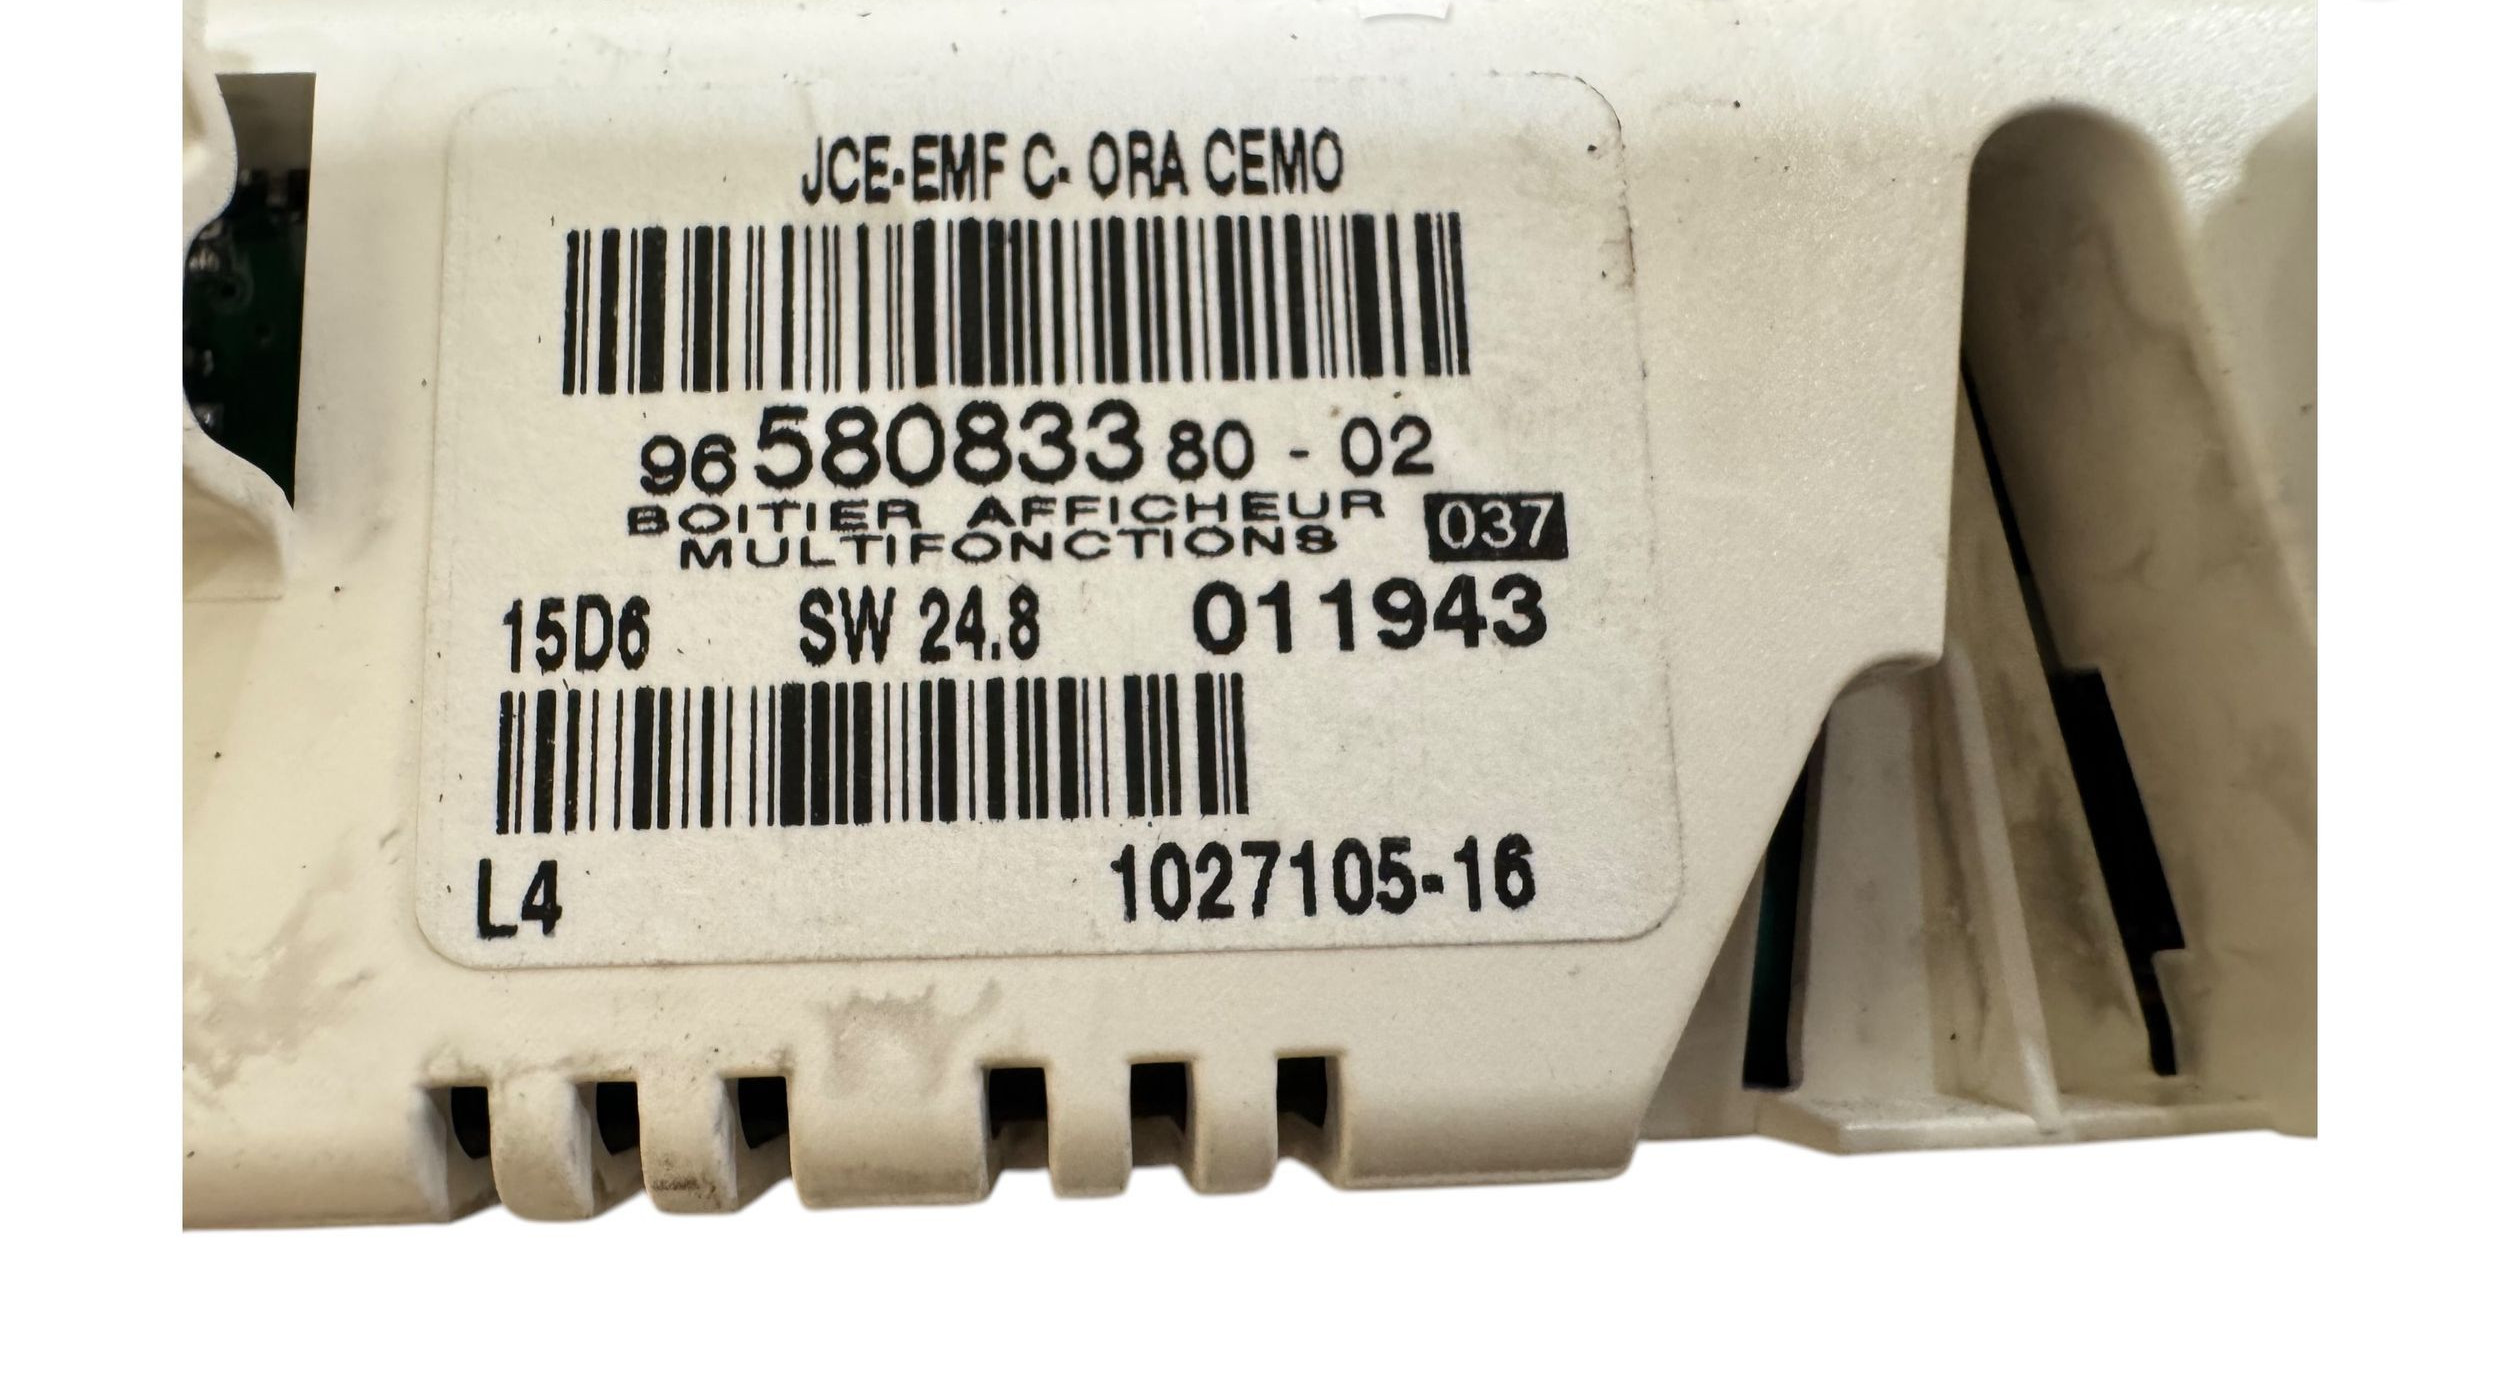 JCE-EMF C- ORA CEMO
96 580833 80 - 02
BOITIER AFFICHEUR
MULTIFONCTIONS
037
15D6 SW 24.8 011943
L4 1027105-16